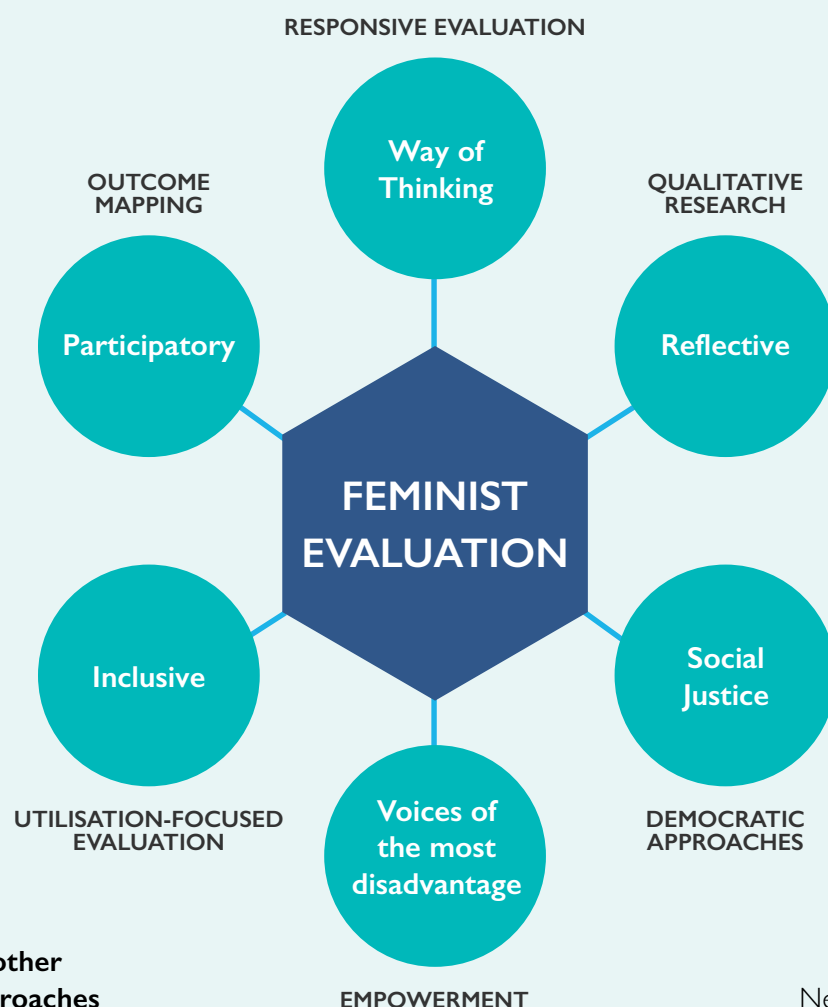 RESPONSIVE EVALUATION
Way of
Thinking
OUTCOME
MAPPING
QUALITATIVE
RESEARCH
Participatory
Reflective
FEMINIST
EVALUATION
Inclusive
Social
Justice
UTILISATION-FOCUSED
EVALUATION
Voices of
the most
disadvantage
DEMOCRATIC
APPROACHES
other
EMPOWERMENT